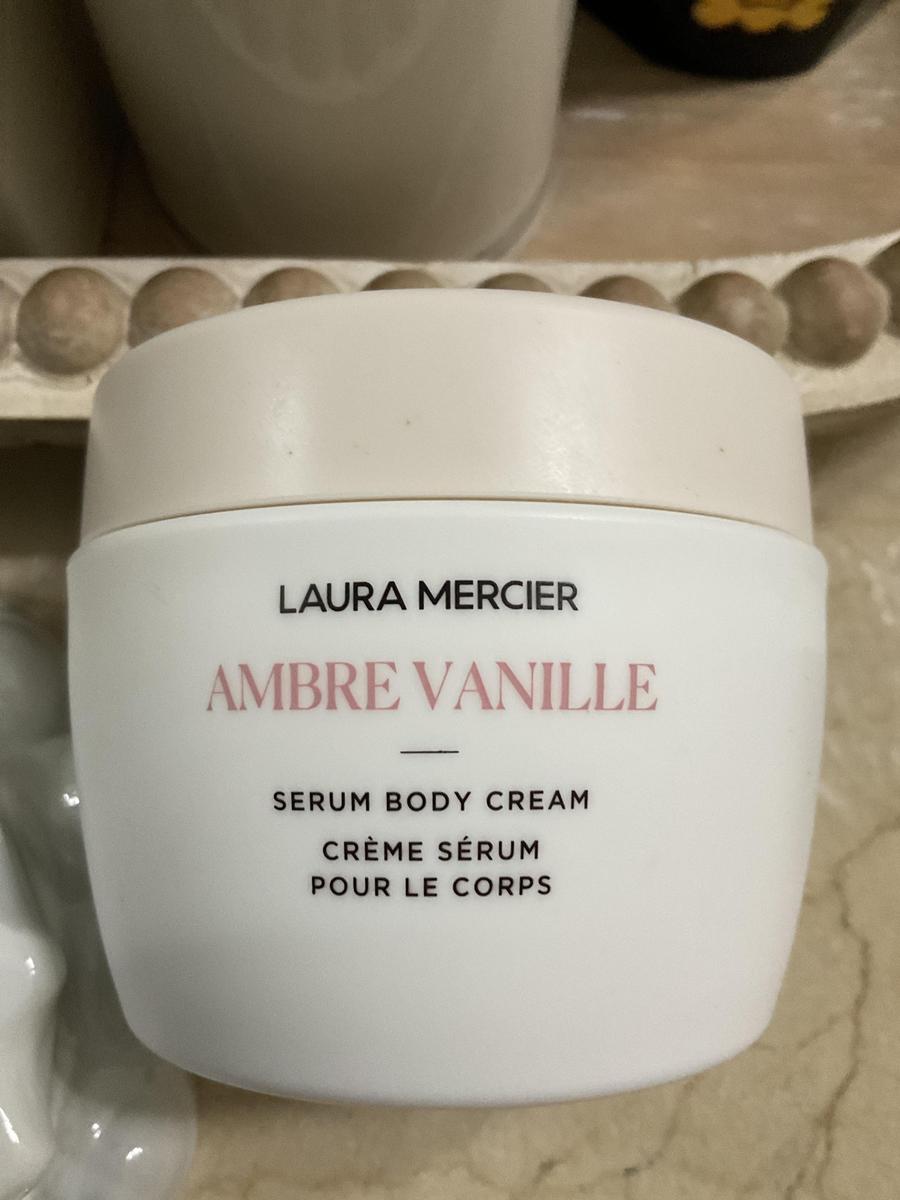 LAURA MERCIER
AMBRE VANILLE
SERUM BODY CREAM
CRÈME SÉRUM
POUR LE CORPS